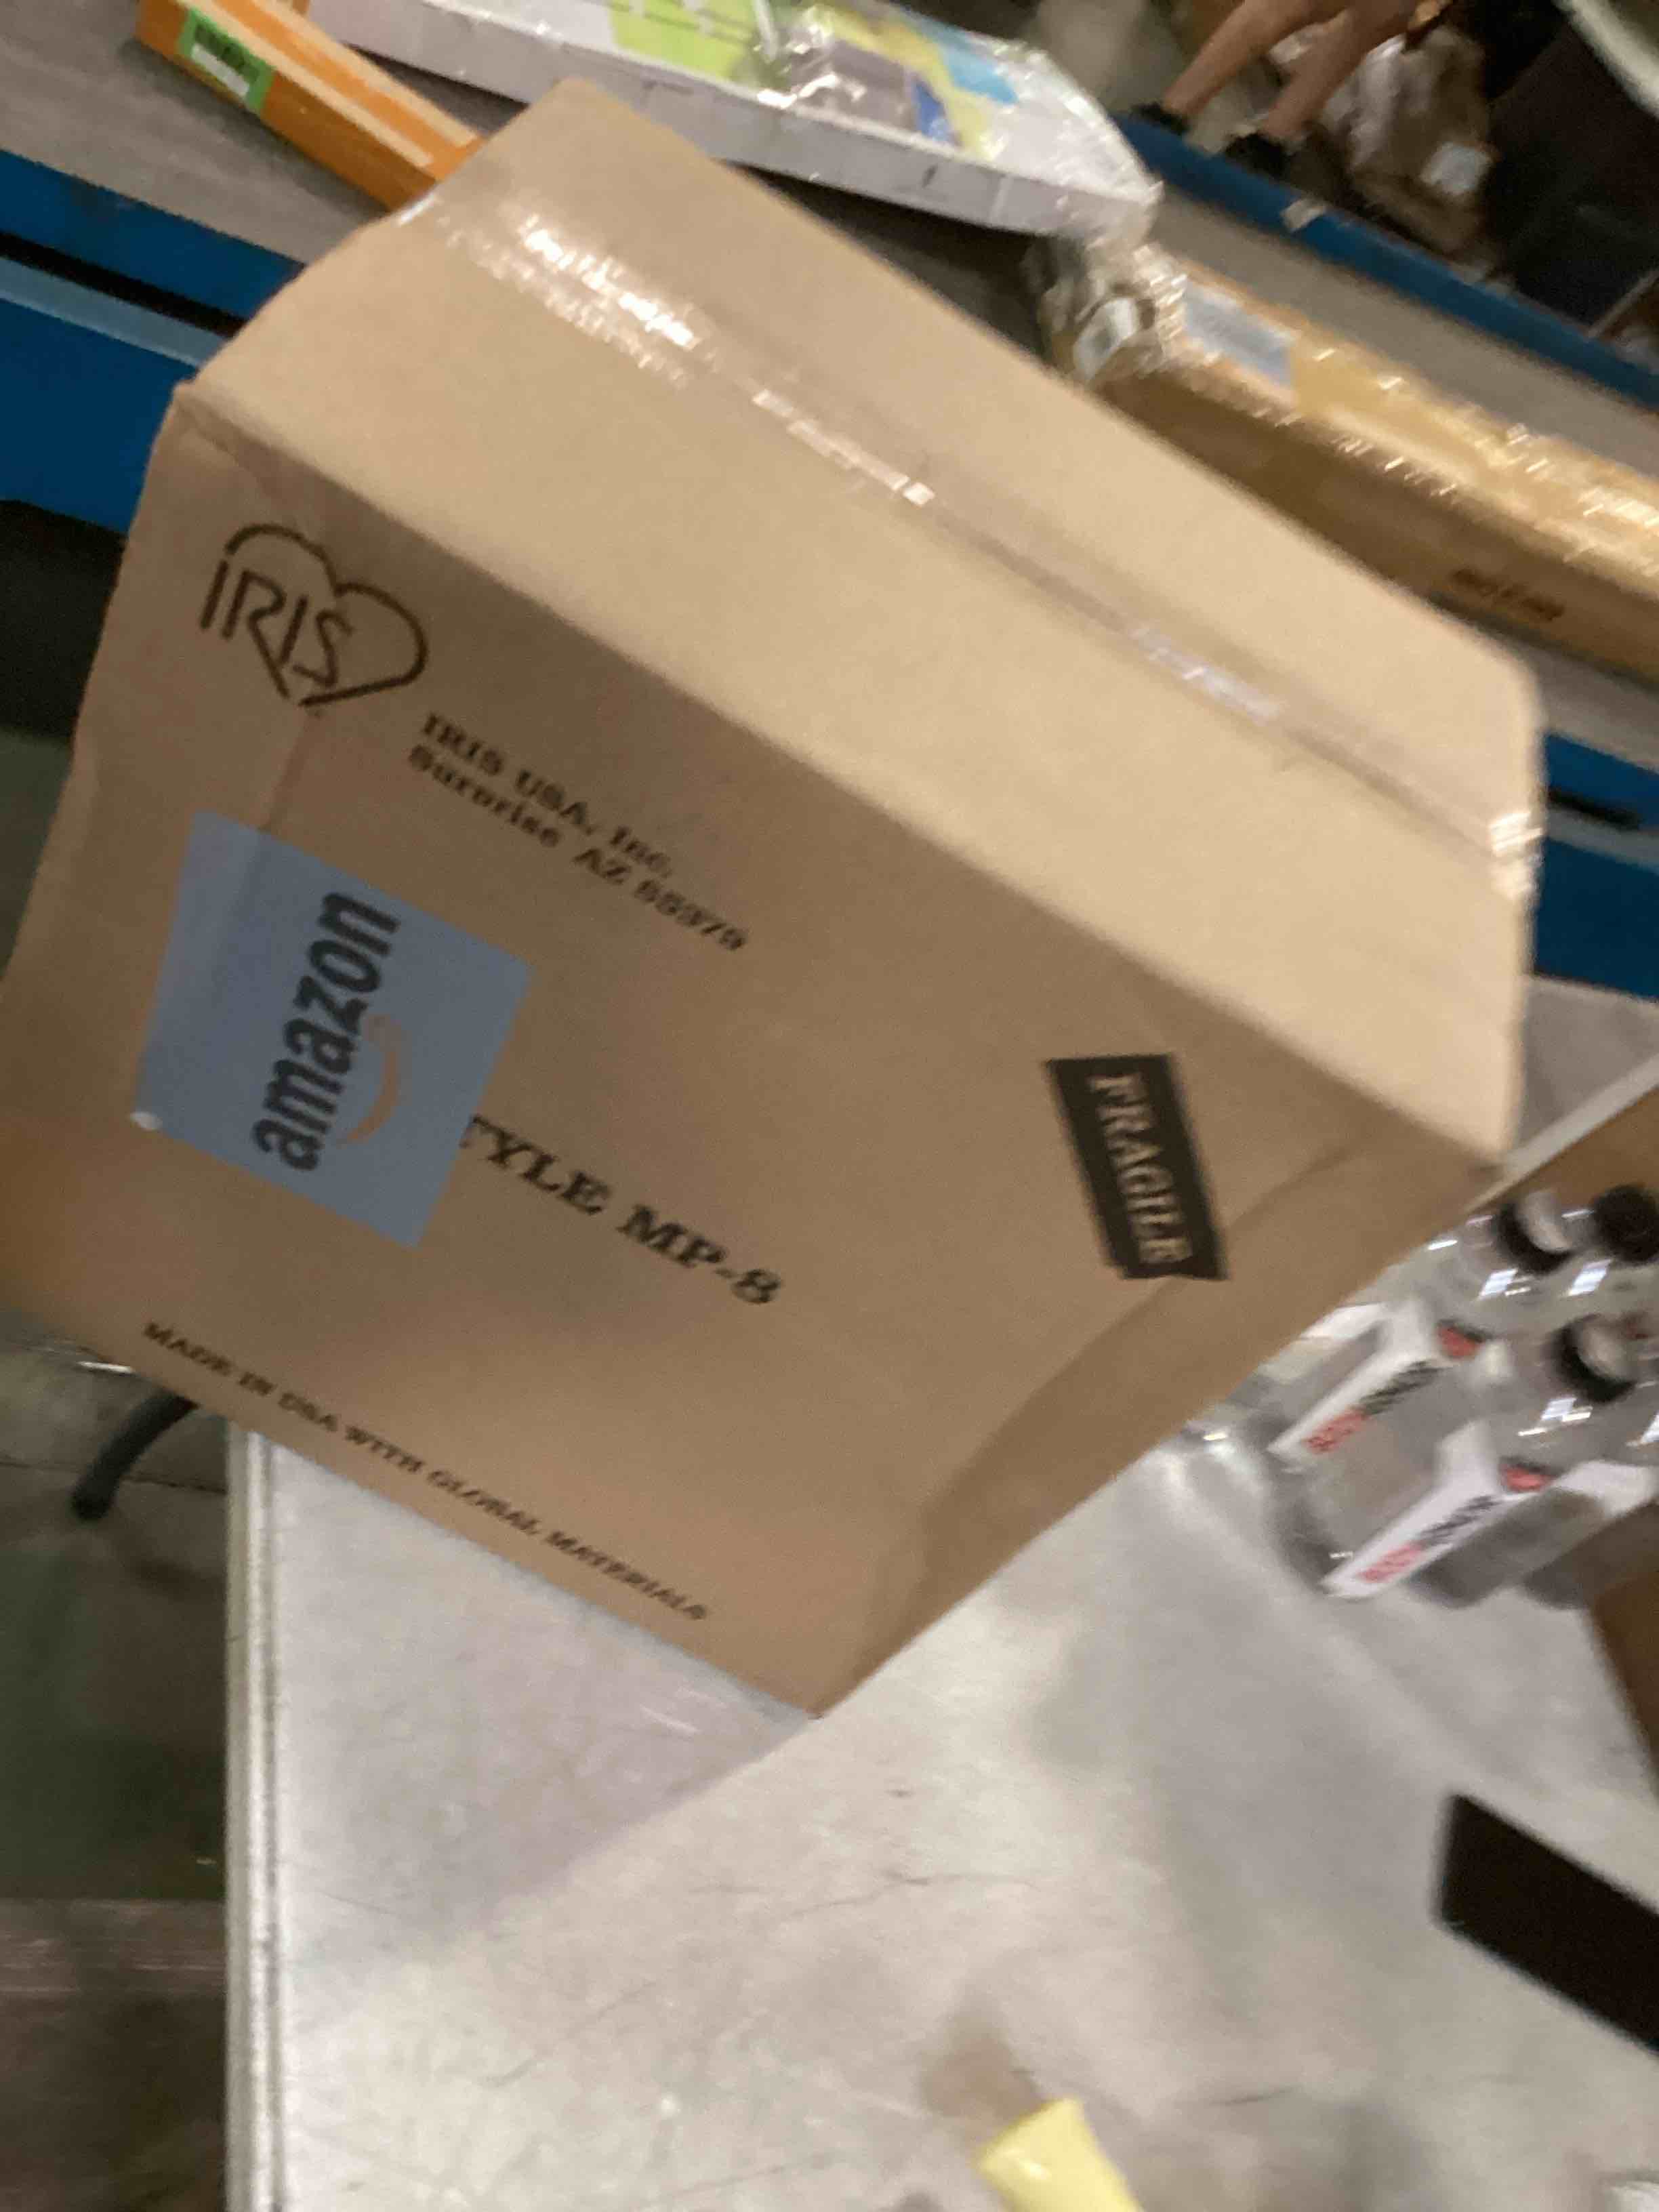 IRIS
IRIS USA, Inc.
Surprise AZ 85379
amazon
TYLE MP-8
FRAGILE
MADE IN USA WITH GLOBAL MATERIALS